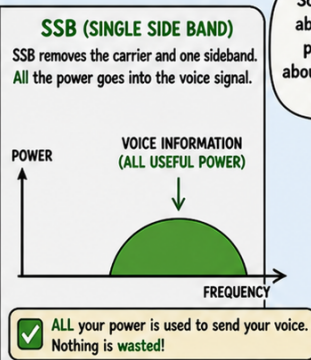 SSB (SINGLE SIDE BAND)
SSB removes the carrier and one sideband.
All the power goes into the voice signal.
VOICE INFORMATION
(ALL USEFUL POWER)
POWER
FREQUENCY
ALL your power is used to send your voice.
Nothing is wasted!